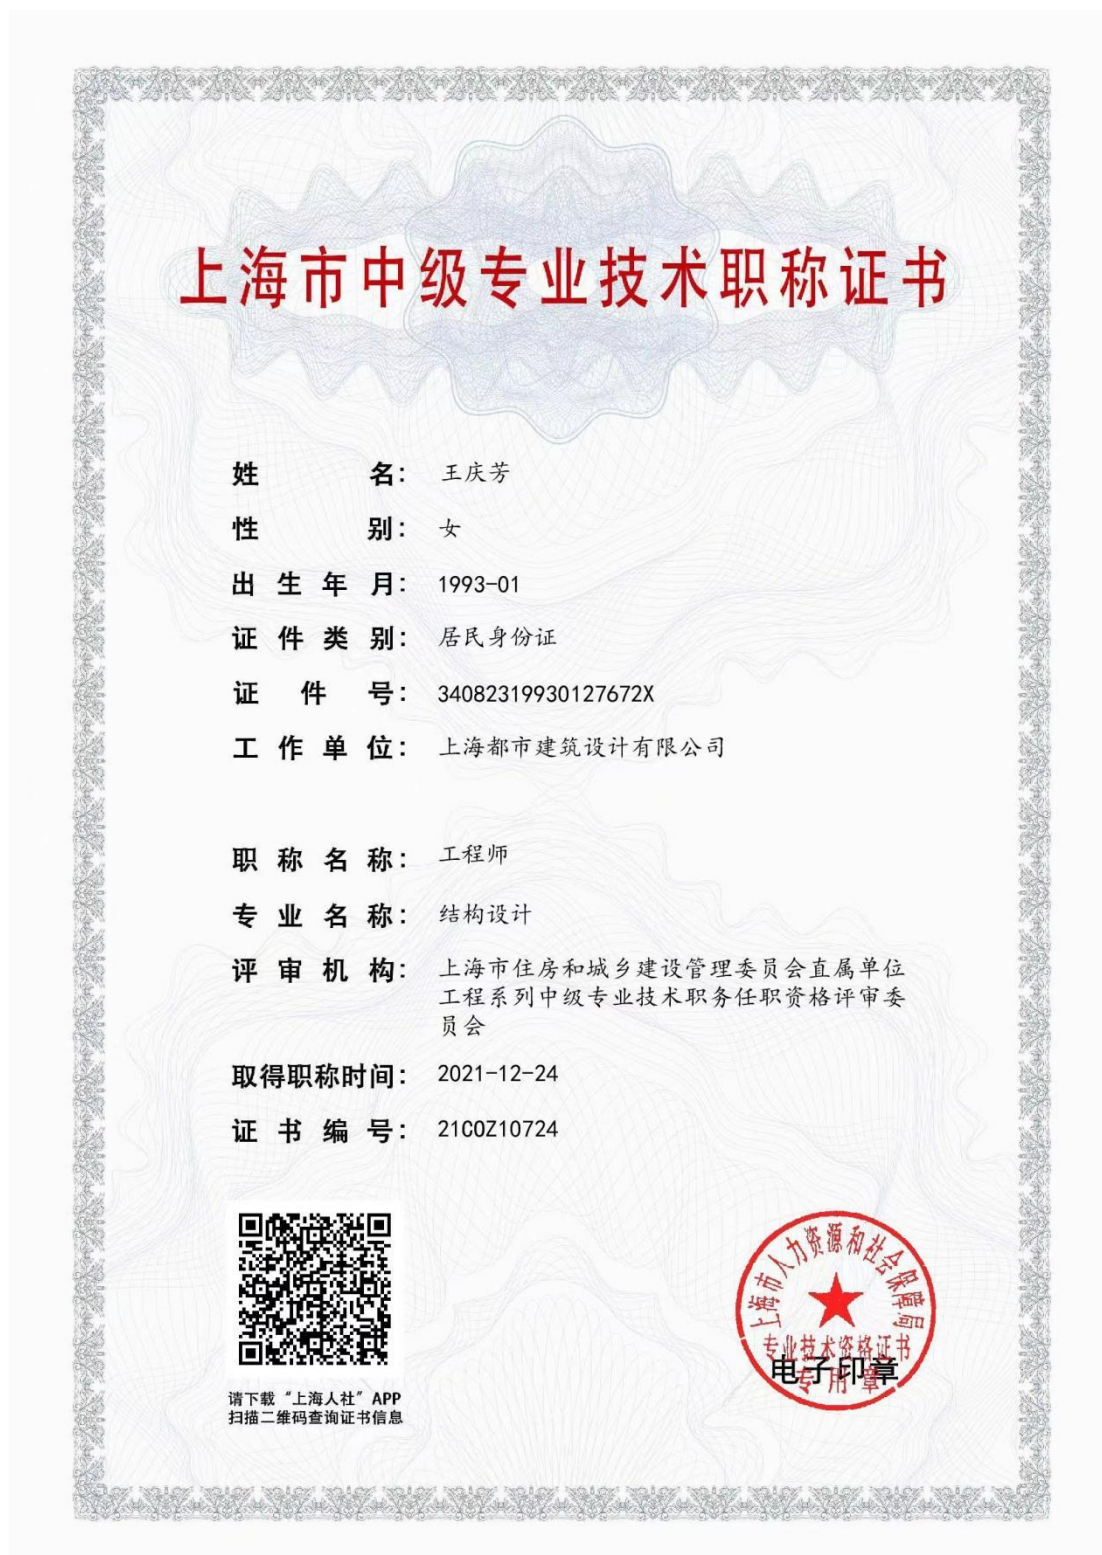 上海市中级专业技术职称证书
姓名： 王庆芳
性别： 女
出生年月： 1993-01
证件类别： 居民身份证
证件号： 34082319930127672X
工作单位： 上海都市建筑设计有限公司
职称名称： 工程师
专业名称： 结构设计
评审机构： 上海市住房和城乡建设管理委员会直属单位
工程系列中级专业技术职务任职资格评审委
员会
取得职称时间： 2021-12-24
证书编号： 21C0Z10724
请下载“上海人社”APP
扫描二维码查询证书信息
上海市人力资源和社会保障局
专业技术资格证书
专用章
电子印章